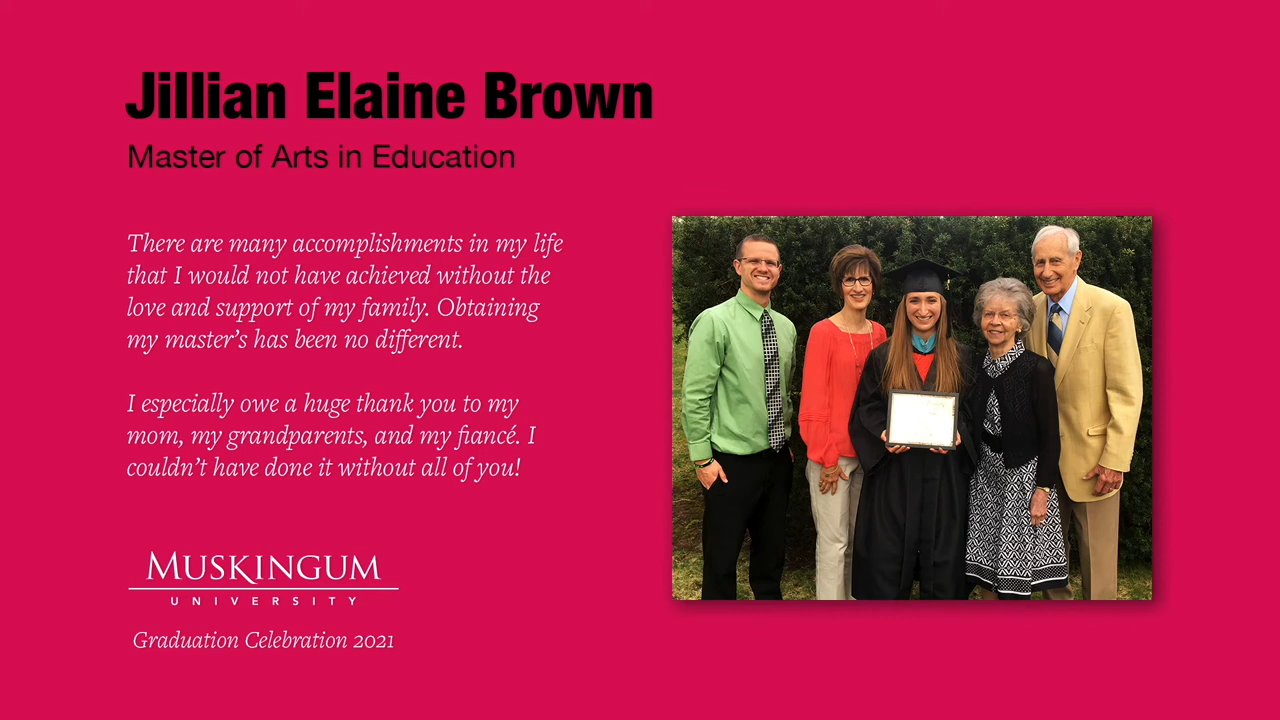 Jillian Elaine Brown
Master of Arts in Education
There are many accomplishments in my life
that I would not have achieved without the
love and support of my family. Obtaining
my master’s has been no different.
I especially owe a huge thank you to my
mom, my grandparents, and my fiancé. I
couldn’t have done it without all of you!
MUSKINGUM
UNIVERSITY
Graduation Celebration 2021